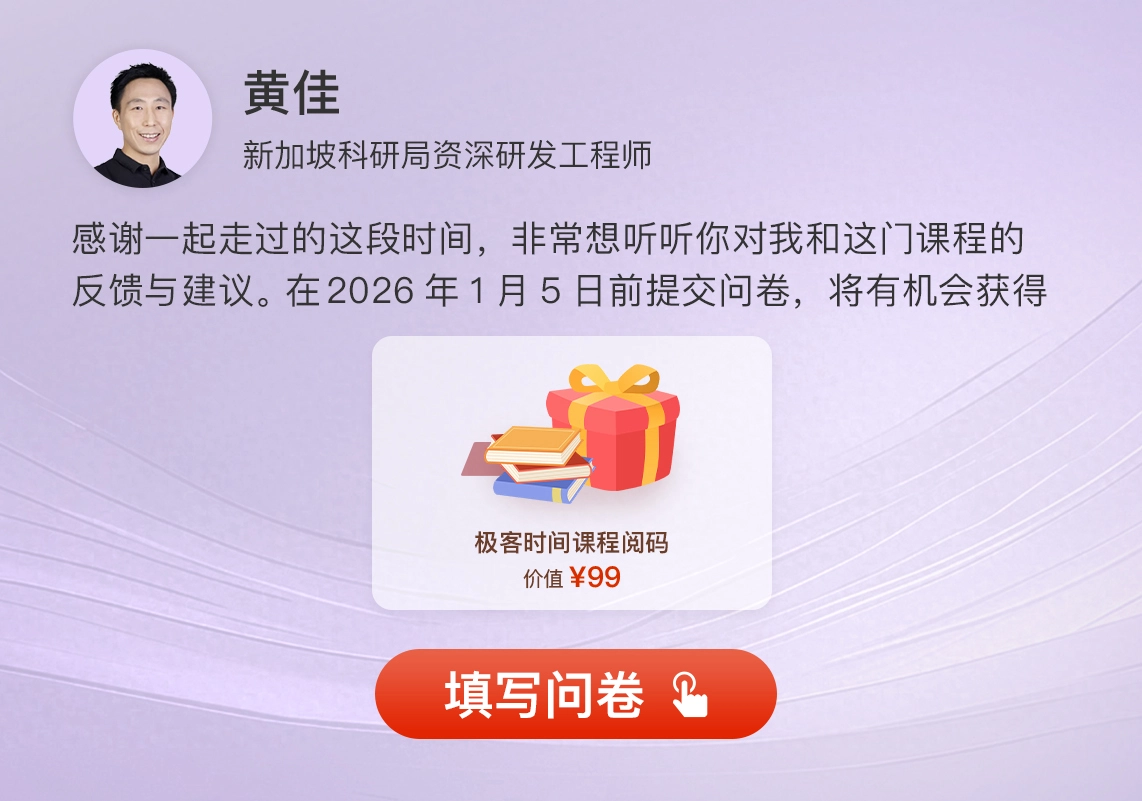 黄佳
新加坡科研局资深研发工程师
感谢一起走过的这段时间，非常想听听你对我和这门课程的
反馈与建议。在 2026 年 1 月 5 日前提交问卷，将有机会获得
极客时间课程阅码
价值 ¥99
填写问卷